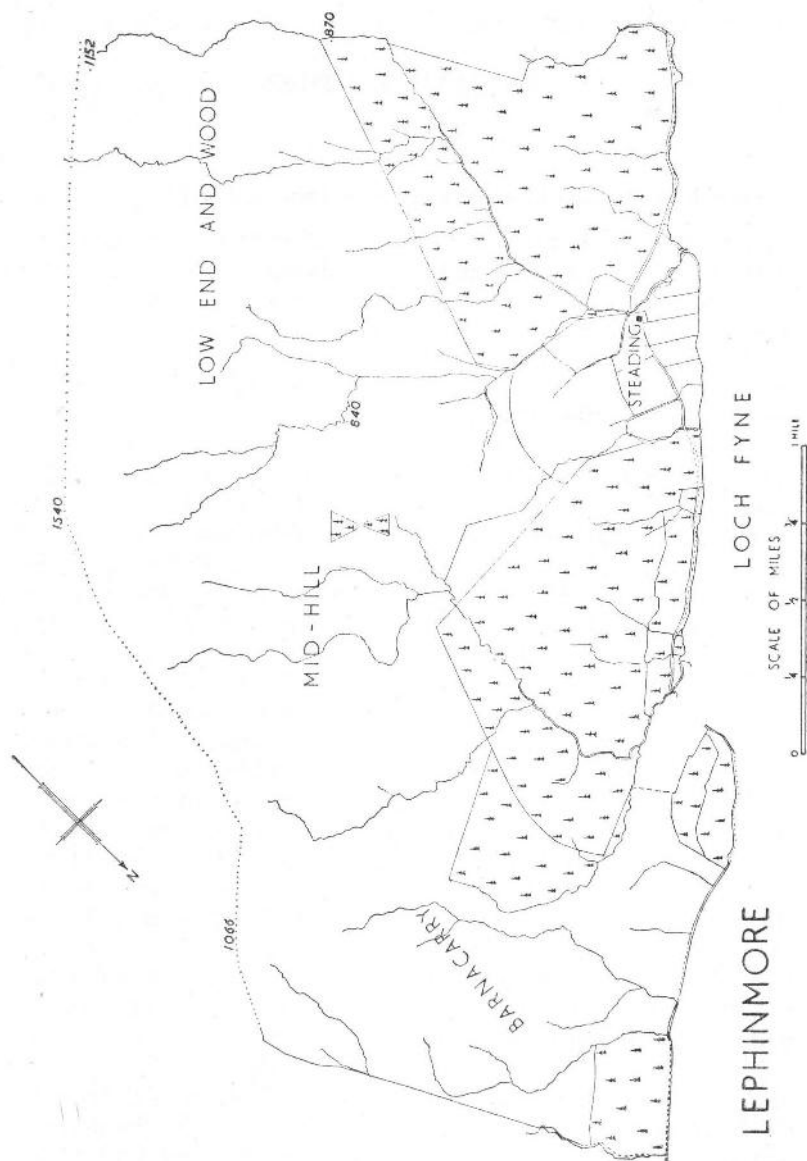 1152
.870
1540
LOW END AND WOOD
840
MID-HILL
1066
BARNACARRY
STEADING
N
LOCH FYNE
SCALE OF MILES
0 1/4 1/2 3/4 1 MILE
LEPHINMORE